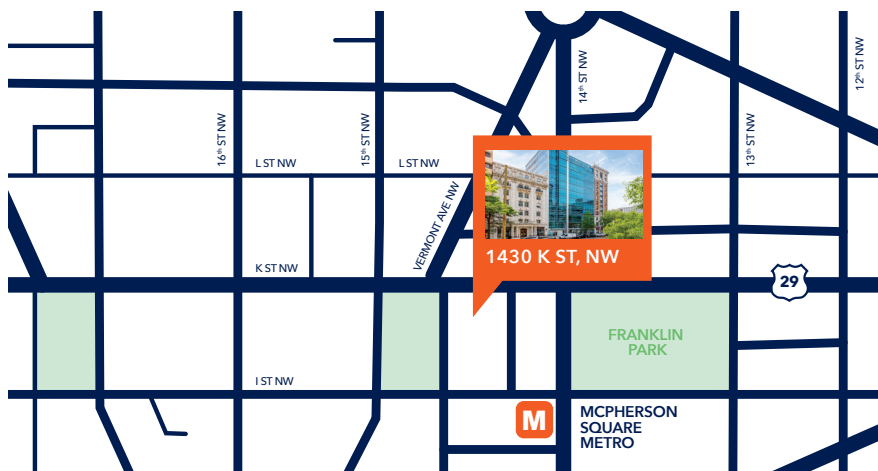 14th ST NW
12th ST NW
16th ST NW
15th ST NW
13th ST NW
L ST NW
L ST NW
VERMONT AVE NW
1430 K ST, NW
K ST NW
29
FRANKLIN
PARK
I ST NW
M
MCPHERSON
SQUARE
METRO